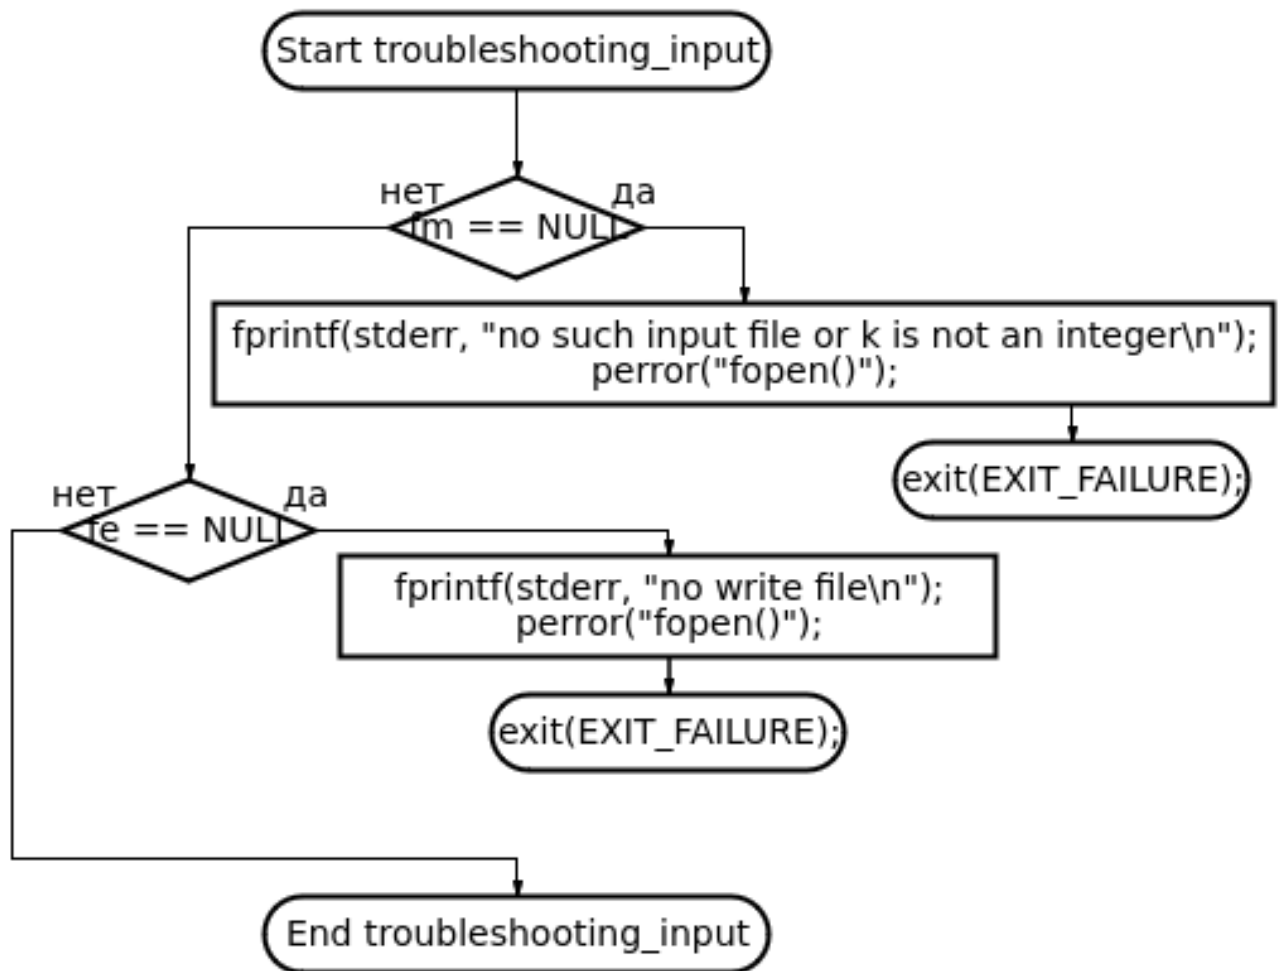 Start troubleshooting_input
нет
да
fm == NULL
fprintf(stderr, "no such input file or k is not an integer\n");
perror("fopen()");
exit(EXIT_FAILURE);
нет
да
fe == NULL
fprintf(stderr, "no write file\n");
perror("fopen()");
exit(EXIT_FAILURE);
End troubleshooting_input